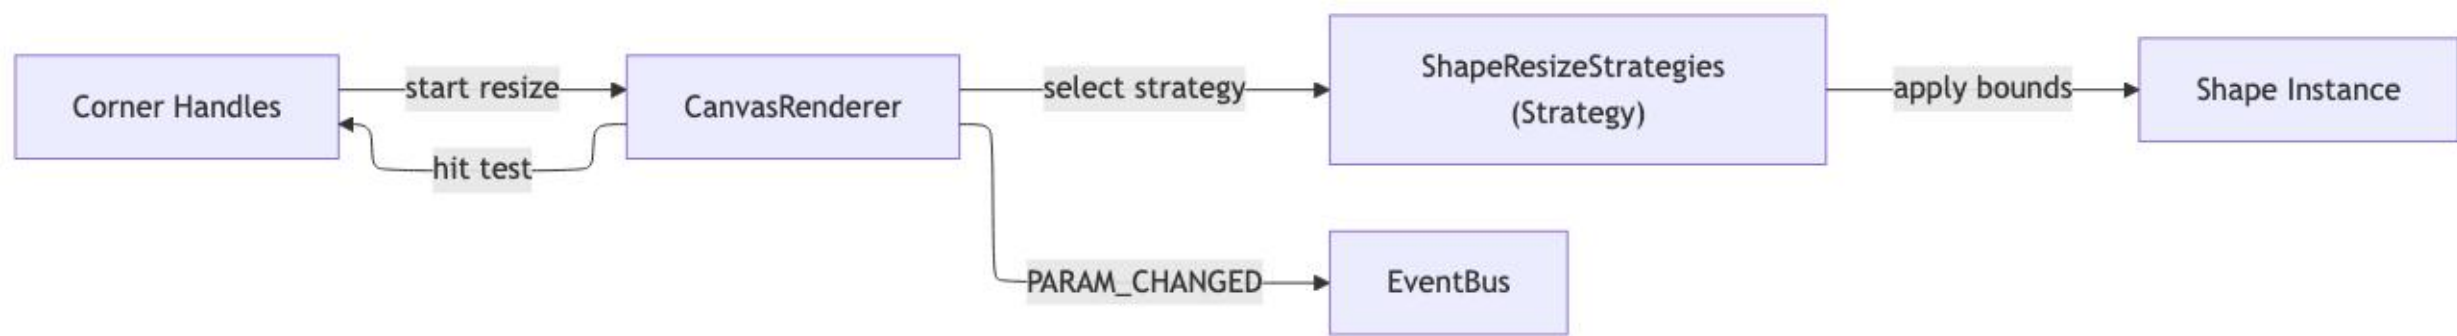 Corner Handles
start resize
hit test
CanvasRenderer
select strategy
PARAM_CHANGED
ShapeResizeStrategies
(Strategy)
EventBus
apply bounds
Shape Instance